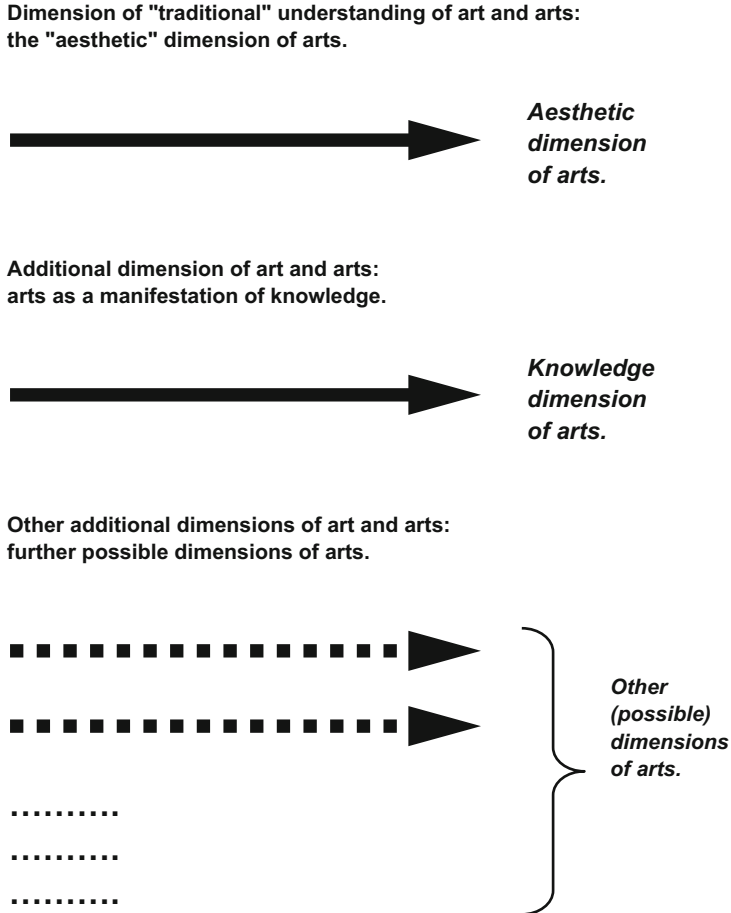 Dimension of "traditional" understanding of art and arts:
the "aesthetic" dimension of arts.
Aesthetic
dimension
of arts.
Additional dimension of art and arts:
arts as a manifestation of knowledge.
Knowledge
dimension
of arts.
Other additional dimensions of art and arts:
further possible dimensions of arts.
Other
(possible)
dimensions
of arts.
..........
..........
..........